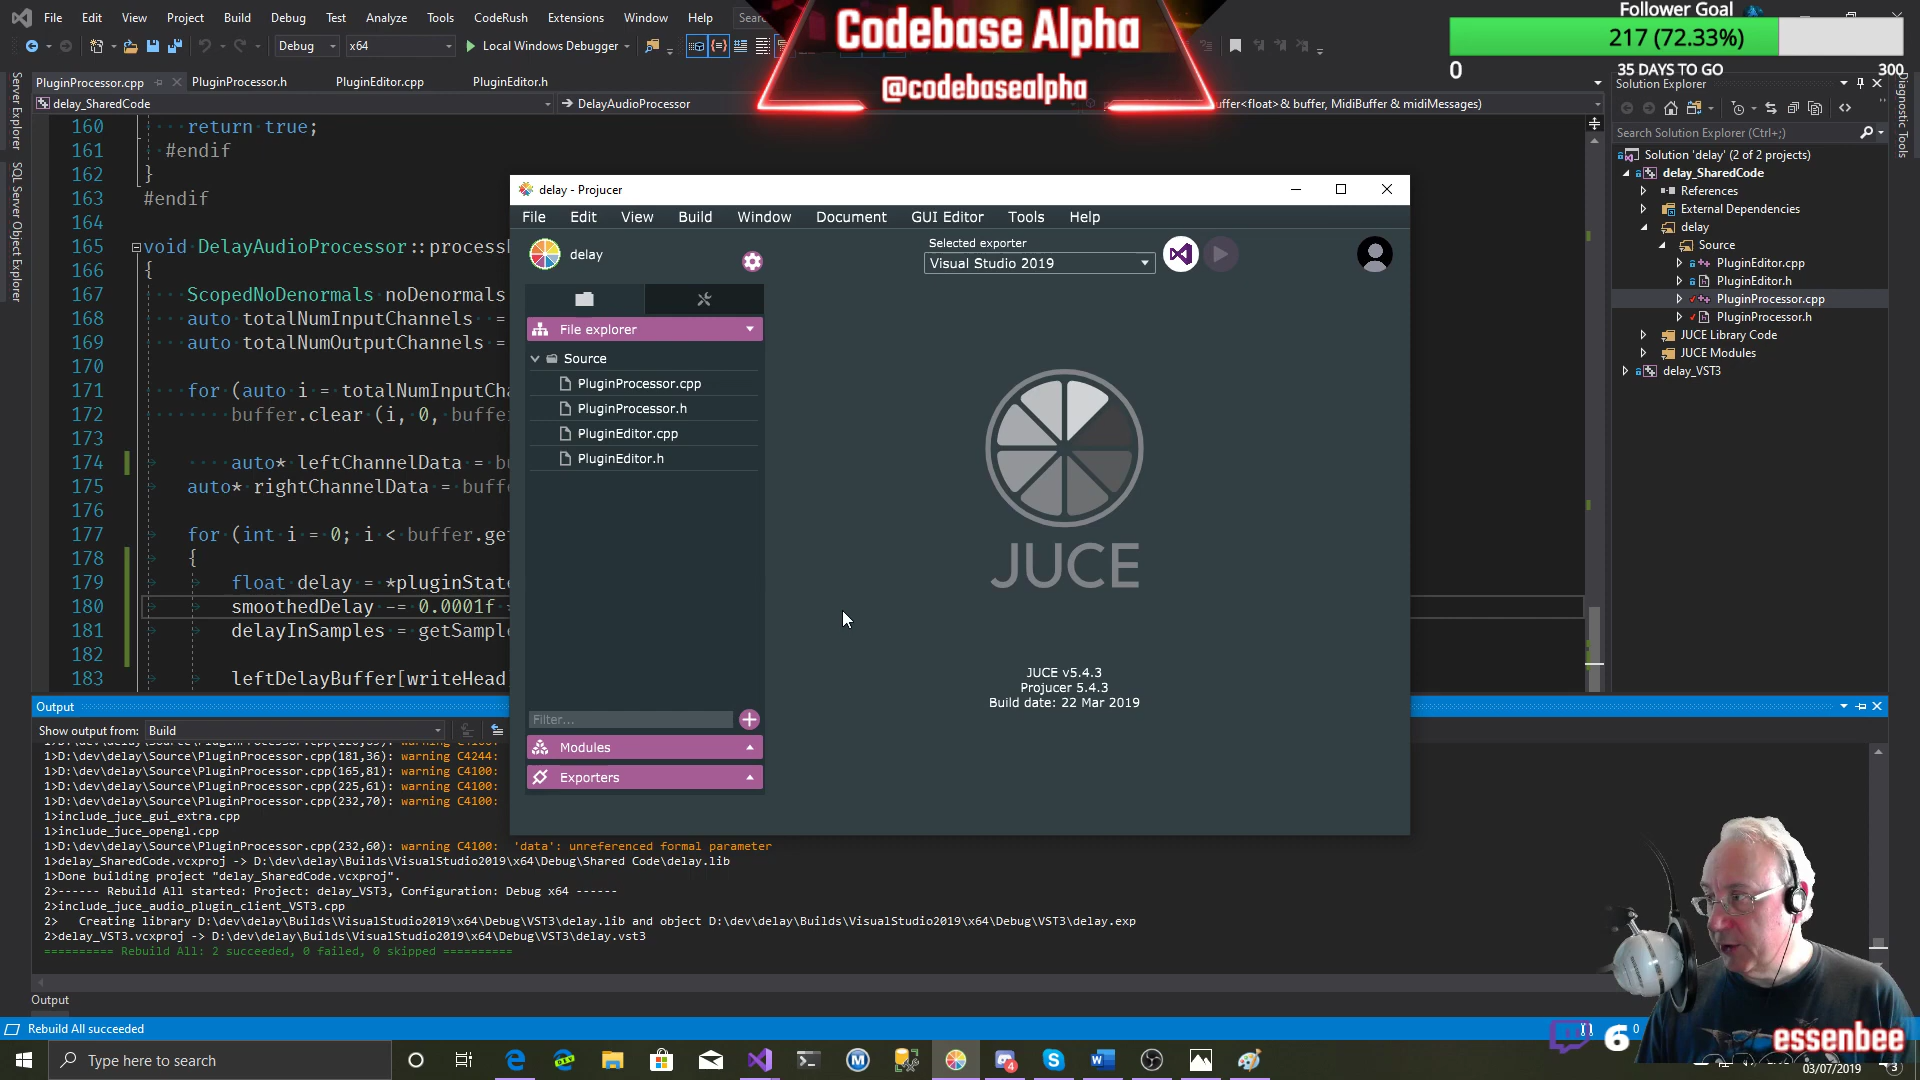 File Edit View Project Build Debug Test Analyze Tools CodeRush Extensions Window Help
Codebase Alpha
@codebasealpha
Follower Goal
217 (72.33%)
0 35 DAYS TO GO 300
Debug x64 Local Windows Debugger
PluginProcessor.cpp PluginProcessor.h PluginEditor.cpp PluginEditor.h
delay_SharedCode DelayAudioProcessor uffer<float>& buffer, MidiBuffer & midiMessages)
Server Explorer
SQL Server Object Explorer
160 return true;
161 #endif
162 }
163 #endif
164
165 void DelayAudioProcessor::process
166 {
167 ScopedNoDenormals noDenormals
168 auto totalNumInputChannels =
169 auto totalNumOutputChannels =
170
171 for (auto i = totalNumInputCha
172 buffer.clear (i, 0, buffe
173
174 auto* leftChannelData = bu
175 auto* rightChannelData = buffe
176
177 for (int i = 0; i < buffer.get
178 {
179 float delay = *pluginState
180 smoothedDelay -= 0.0001f *
181 delayInSamples = getSampl
182
183 leftDelayBuffer[writeHead
delay - Projucer
File Edit View Build Window Document GUI Editor Tools Help
delay
Selected exporter
Visual Studio 2019
File explorer
Source
PluginProcessor.cpp
PluginProcessor.h
PluginEditor.cpp
PluginEditor.h
Filter...
Modules
Exporters
JUCE
JUCE v5.4.3
Projucer 5.4.3
Build date: 22 Mar 2019
Solution Explorer
Search Solution Explorer (Ctrl+;)
Solution 'delay' (2 of 2 projects)
delay_SharedCode
References
External Dependencies
delay
Source
PluginEditor.cpp
PluginEditor.h
PluginProcessor.cpp
PluginProcessor.h
JUCE Library Code
JUCE Modules
delay_VST3
Diagnostic Tools
Output
Show output from: Build
1>D:\dev\delay\Source\PluginProcessor.cpp(181,36): warning C4244:
1>D:\dev\delay\Source\PluginProcessor.cpp(165,81): warning C4100:
1>D:\dev\delay\Source\PluginProcessor.cpp(225,61): warning C4100:
1>D:\dev\delay\Source\PluginProcessor.cpp(232,70): warning C4100:
1>include_juce_gui_extra.cpp
1>include_juce_opengl.cpp
1>D:\dev\delay\Source\PluginProcessor.cpp(232,60): warning C4100: 'data': unreferenced formal parameter
1>delay_SharedCode.vcxproj -> D:\dev\delay\Builds\VisualStudio2019\x64\Debug\Shared Code\delay.lib
1>Done building project "delay_SharedCode.vcxproj".
2>------ Rebuild All started: Project: delay_VST3, Configuration: Debug x64 ------
2>include_juce_audio_plugin_client_VST3.cpp
2> Creating library D:\dev\delay\Builds\VisualStudio2019\x64\Debug\VST3\delay.lib and object D:\dev\delay\Builds\VisualStudio2019\x64\Debug\VST3\delay.exp
2>delay_VST3.vcxproj -> D:\dev\delay\Builds\VisualStudio2019\x64\Debug\VST3\delay.vst3
========== Rebuild All: 2 succeeded, 0 failed, 0 skipped ==========
Output
Rebuild All succeeded
6
essenbee
Type here to search
4
03/07/2019
3